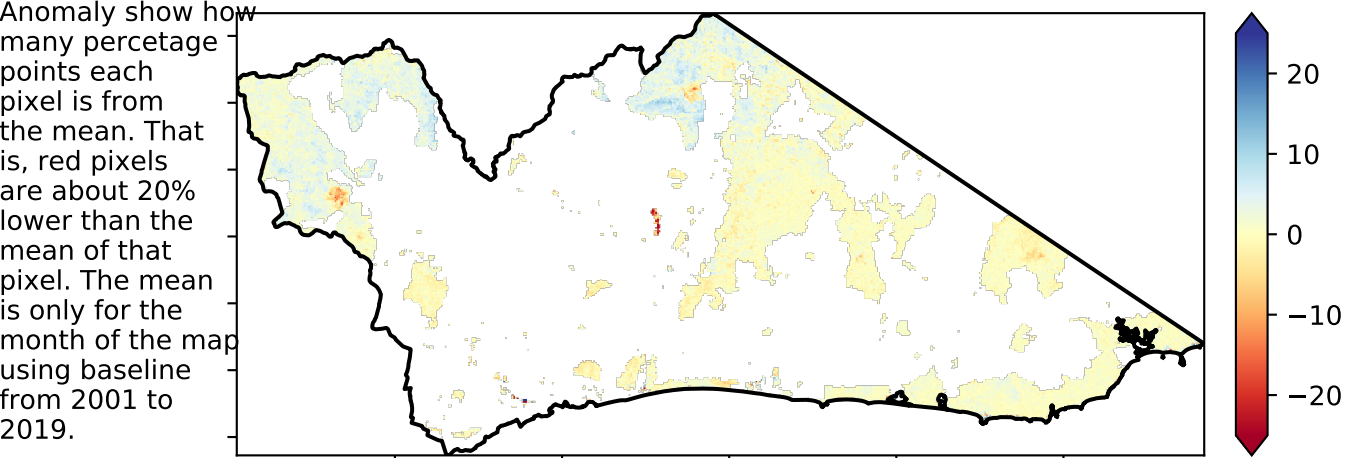 Anomaly show how
many percetage
points each
pixel is from
the mean. That
is, red pixels
are about 20%
lower than the
mean of that
pixel. The mean
is only for the
month of the map
using baseline
from 2001 to
2019.
20
10
0
−10
−20